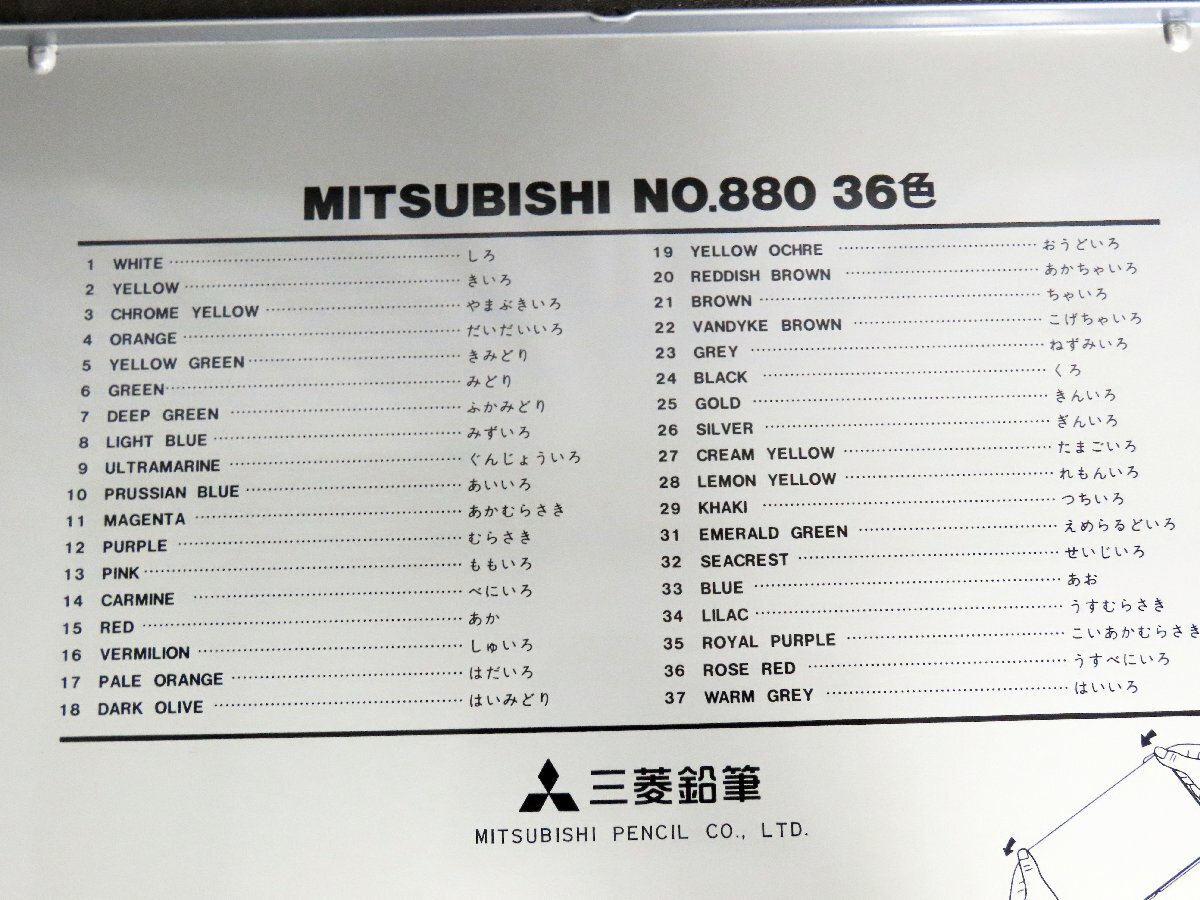 MITSUBISHI NO.880 36色
1 WHITE しろ
2 YELLOW きいろ
3 CHROME YELLOW やまぶきいろ
4 ORANGE だいだいいろ
5 YELLOW GREEN きみどり
6 GREEN みどり
7 DEEP GREEN ふかみどり
8 LIGHT BLUE みずいろ
9 ULTRAMARINE ぐんじょういろ
10 PRUSSIAN BLUE あいいろ
11 MAGENTA あかむらさき
12 PURPLE むらさき
13 PINK ももいろ
14 CARMINE べにいろ
15 RED あか
16 VERMILION しゅいろ
17 PALE ORANGE はだいろ
18 DARK OLIVE はいみどり
19 YELLOW OCHRE おうどいろ
20 REDDISH BROWN あかちゃいろ
21 BROWN ちゃいろ
22 VANDYKE BROWN こげちゃいろ
23 GREY ねずみいろ
24 BLACK くろ
25 GOLD きんいろ
26 SILVER ぎんいろ
27 CREAM YELLOW たまごいろ
28 LEMON YELLOW れもんいろ
29 KHAKI つちいろ
31 EMERALD GREEN えめらるどいろ
32 SEACREST せいじいろ
33 BLUE あお
34 LILAC うすむらさき
35 ROYAL PURPLE こいあかむらさき
36 ROSE RED うすべにいろ
37 WARM GREY はいいろ
三菱鉛筆
MITSUBISHI PENCIL CO., LTD.